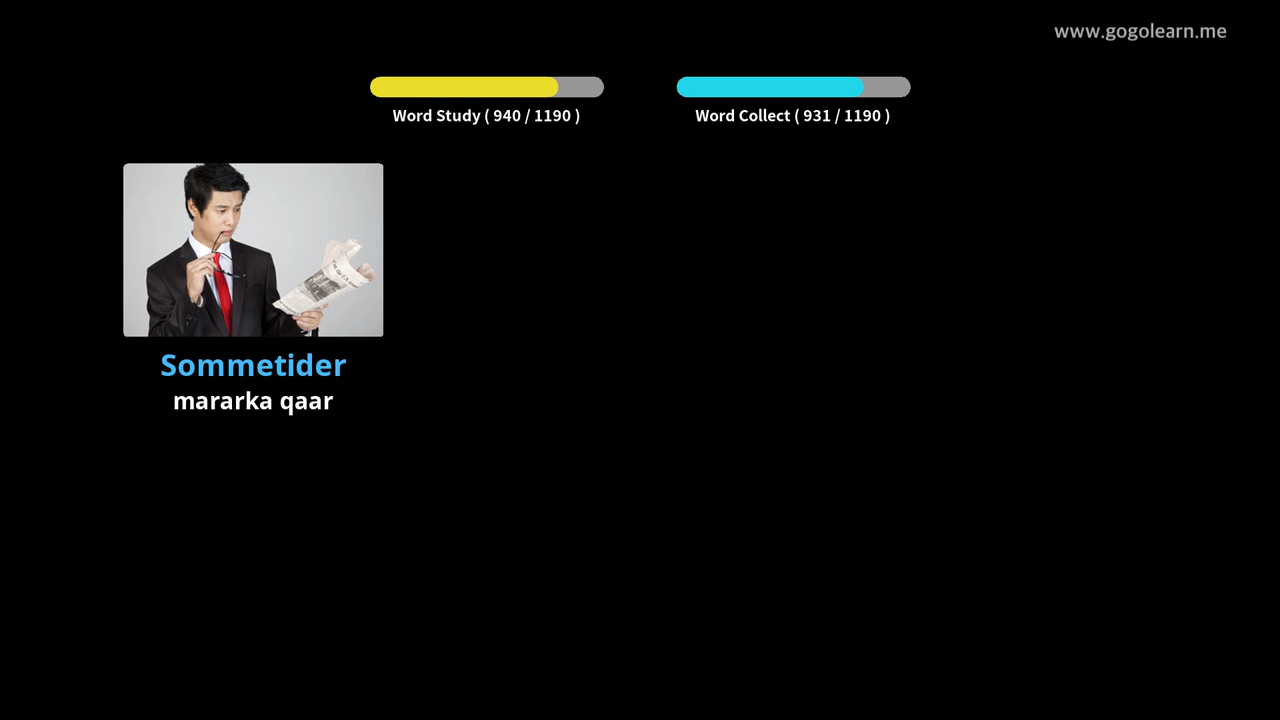 www.gogolearn.me
Word Study ( 940 / 1190 )
Word Collect ( 931 / 1190 )
Sommetider
mararka qaar